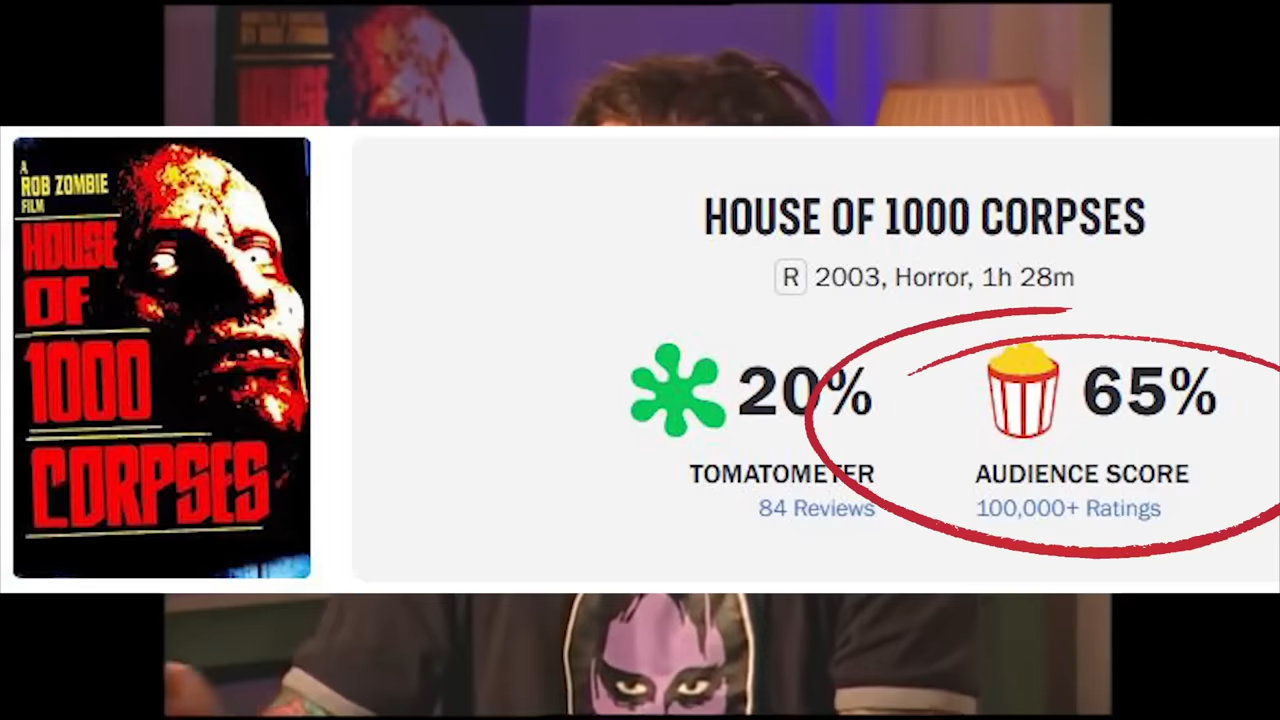 HOUSE
A
ROB ZOMBIE
FILM
HOUSE
OF
1000
CORPSES
HOUSE OF 1000 CORPSES
R 2003, Horror, 1h 28m
20%
65%
TOMATOMETER
AUDIENCE SCORE
84 Reviews
100,000+ Ratings